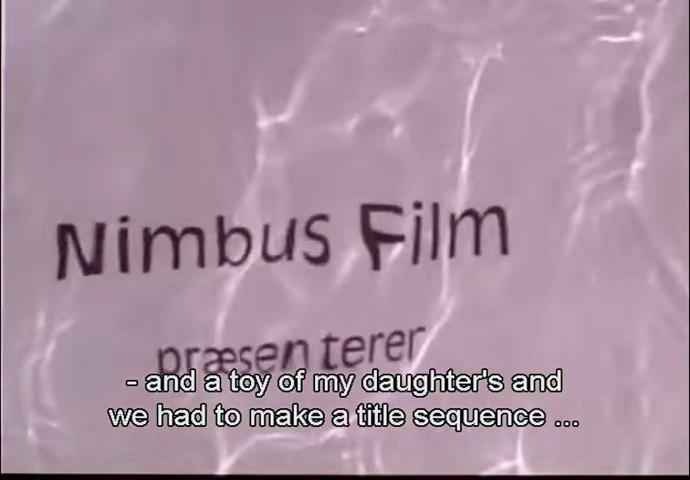 Nimbus Film
præsenterer
- and a toy of my daughter's and
we had to make a title sequence ...